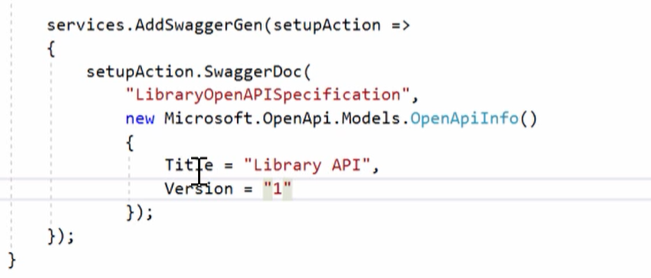 services.AddSwaggerGen(setupAction =>
{
setupAction.SwaggerDoc(
"LibraryOpenAPISpecification",
new Microsoft.OpenApi.Models.OpenApiInfo()
{
Title = "Library API",
Version = "1"
});
});
}